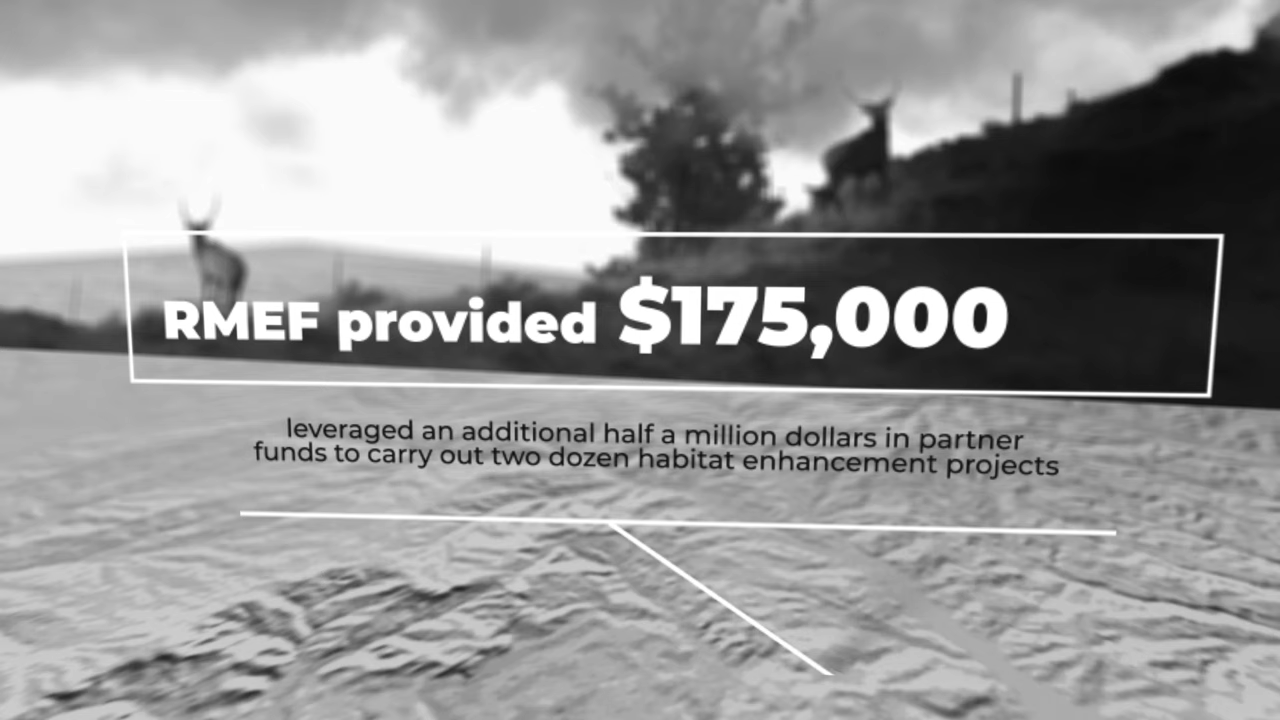 RMEF provided $175,000
leveraged an additional half a million dollars in partner
funds to carry out two dozen habitat enhancement projects